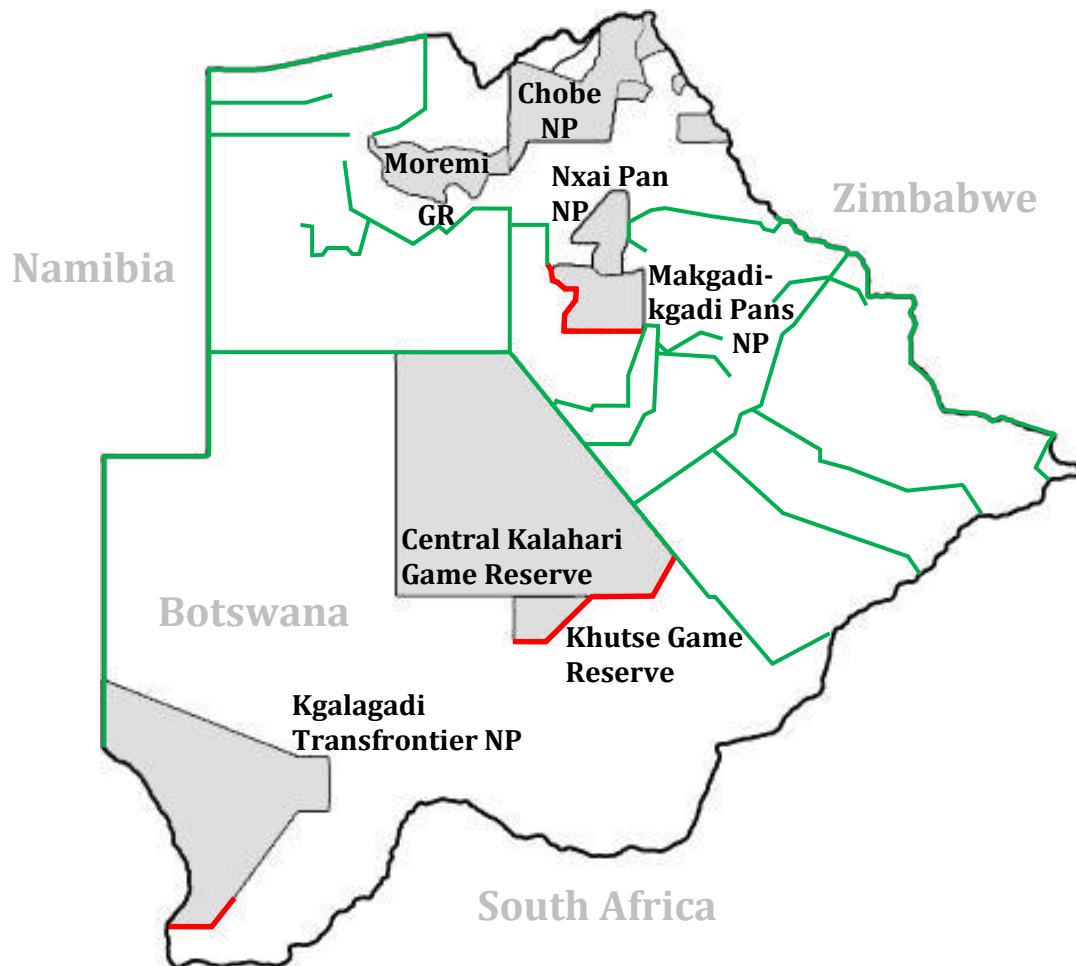 Chobe
NP
Moremi
GR
Nxai Pan
NP
Zimbabwe
Namibia
Makgadi-
kgadi Pans
NP
Central Kalahari
Game Reserve
Botswana
Khutse Game
Reserve
Kgalagadi
Transfrontier NP
South Africa